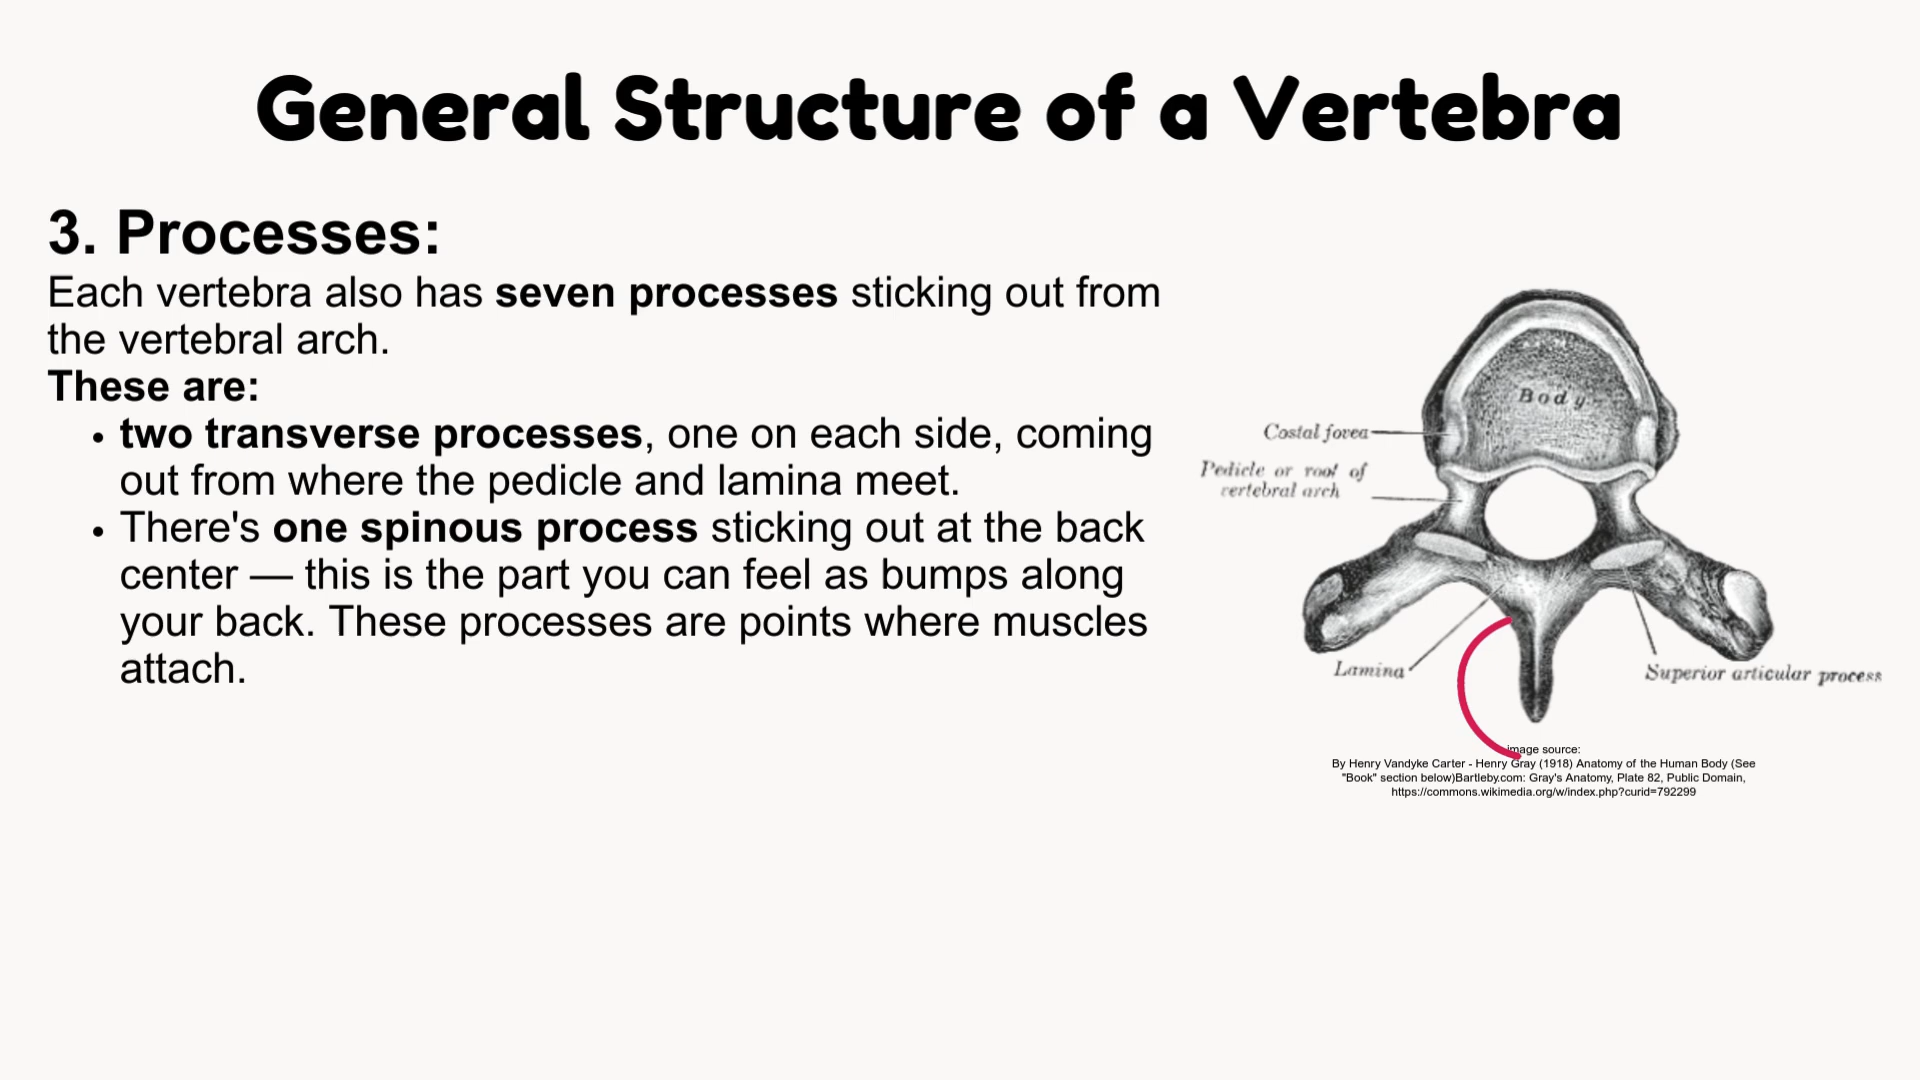 General Structure of a Vertebra
3. Processes:
Each vertebra also has seven processes sticking out from
the vertebral arch.
These are:
• two transverse processes, one on each side, coming
out from where the pedicle and lamina meet.
• There's one spinous process sticking out at the back
center — this is the part you can feel as bumps along
your back. These processes are points where muscles
attach.
Body
Costal fovea
Pedicle or root of
vertebral arch
Lamina
Superior articular process
image source:
By Henry Vandyke Carter - Henry Gray (1918) Anatomy of the Human Body (See
"Book" section below)Bartleby.com: Gray's Anatomy, Plate 82, Public Domain,
https://commons.wikimedia.org/w/index.php?curid=792299